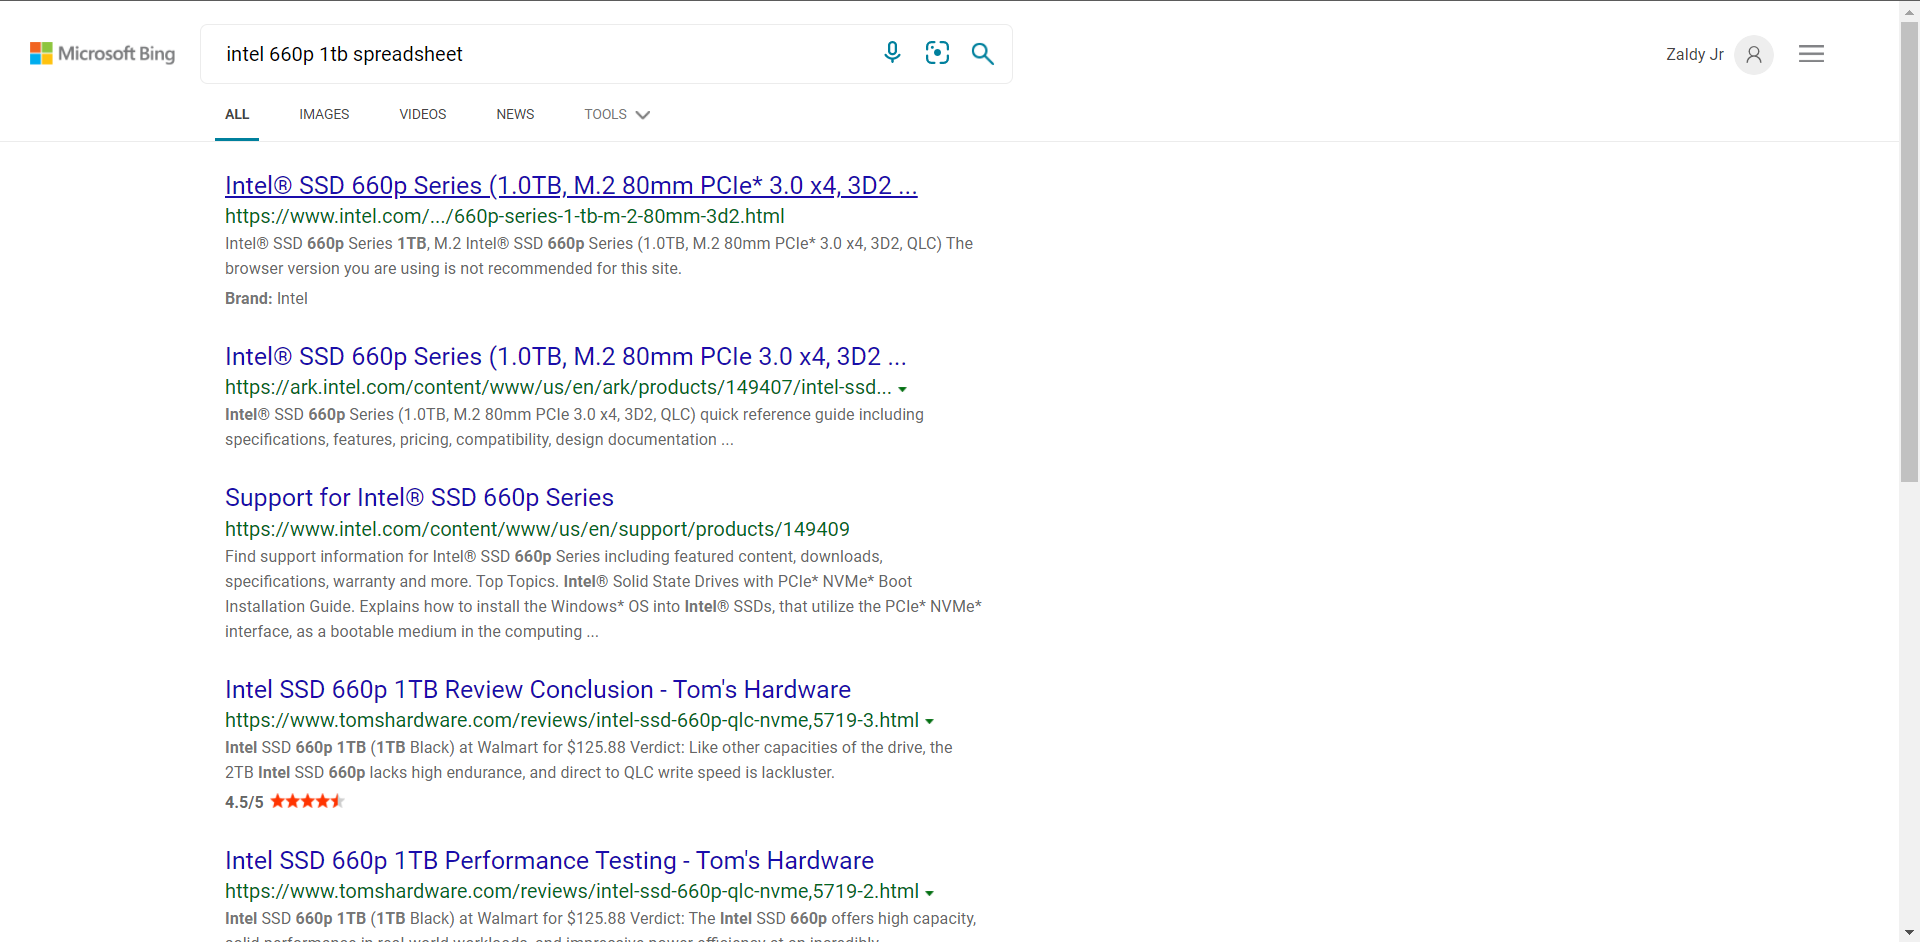 Microsoft Bing
intel 660p 1tb spreadsheet
Zaldy Jr
ALL IMAGES VIDEOS NEWS TOOLS
Intel® SSD 660p Series (1.0TB, M.2 80mm PCIe* 3.0 x4, 3D2 ...
https://www.intel.com/.../660p-series-1-tb-m-2-80mm-3d2.html
Intel® SSD 660p Series 1TB, M.2 Intel® SSD 660p Series (1.0TB, M.2 80mm PCIe* 3.0 x4, 3D2, QLC) The
browser version you are using is not recommended for this site.
Brand: Intel
Intel® SSD 660p Series (1.0TB, M.2 80mm PCIe 3.0 x4, 3D2 ...
https://ark.intel.com/content/www/us/en/ark/products/149407/intel-ssd...
Intel® SSD 660p Series (1.0TB, M.2 80mm PCIe 3.0 x4, 3D2, QLC) quick reference guide including
specifications, features, pricing, compatibility, design documentation ...
Support for Intel® SSD 660p Series
https://www.intel.com/content/www/us/en/support/products/149409
Find support information for Intel® SSD 660p Series including featured content, downloads,
specifications, warranty and more. Top Topics. Intel® Solid State Drives with PCIe* NVMe* Boot
Installation Guide. Explains how to install the Windows* OS into Intel® SSDs, that utilize the PCIe* NVMe*
interface, as a bootable medium in the computing ...
Intel SSD 660p 1TB Review Conclusion - Tom's Hardware
https://www.tomshardware.com/reviews/intel-ssd-660p-qlc-nvme,5719-3.html
Intel SSD 660p 1TB (1TB Black) at Walmart for $125.88 Verdict: Like other capacities of the drive, the
2TB Intel SSD 660p lacks high endurance, and direct to QLC write speed is lackluster.
4.5/5
Intel SSD 660p 1TB Performance Testing - Tom's Hardware
https://www.tomshardware.com/reviews/intel-ssd-660p-qlc-nvme,5719-2.html
Intel SSD 660p 1TB (1TB Black) at Walmart for $125.88 Verdict: The Intel SSD 660p offers high capacity,
solid performance in real world workloads, and impressive power efficiency at an incredibly